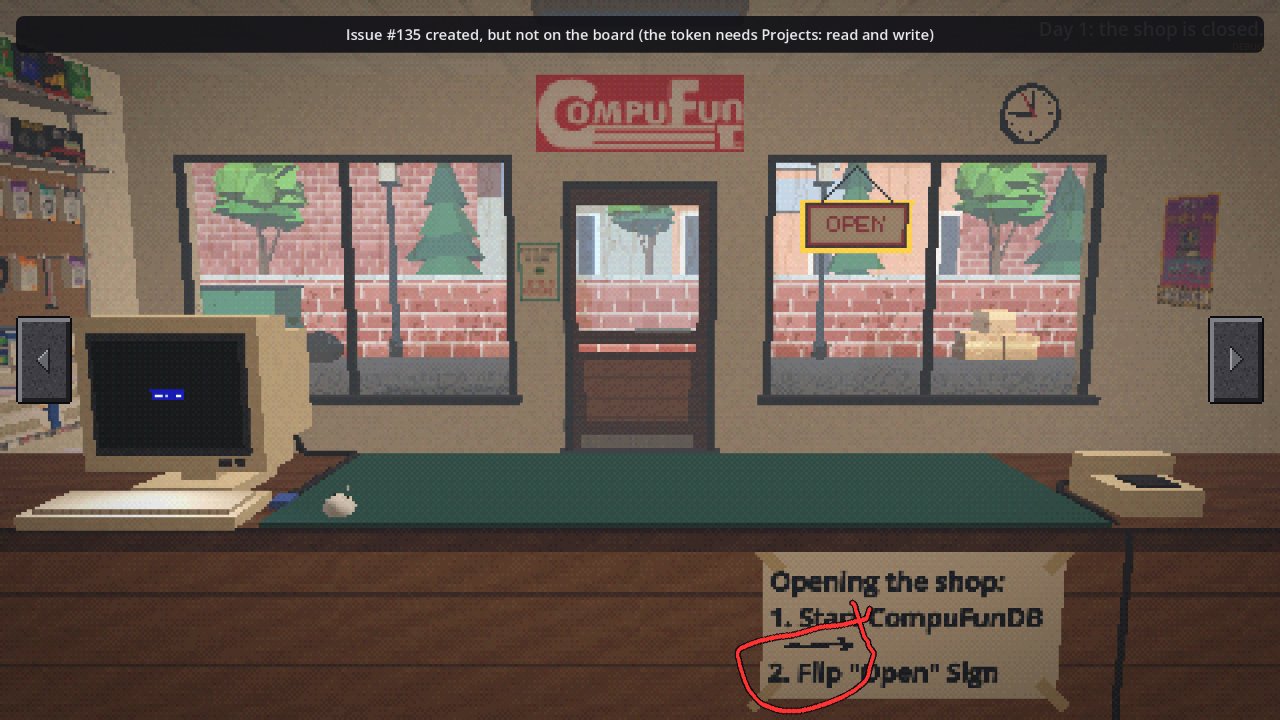 Issue #135 created, but not on the board (the token needs Projects: read and write)
Day 1: the shop is closed.
COMPUFUN
OPEN
Opening the shop:
1. Start CompuFunDB
2. Flip "Open" Sign